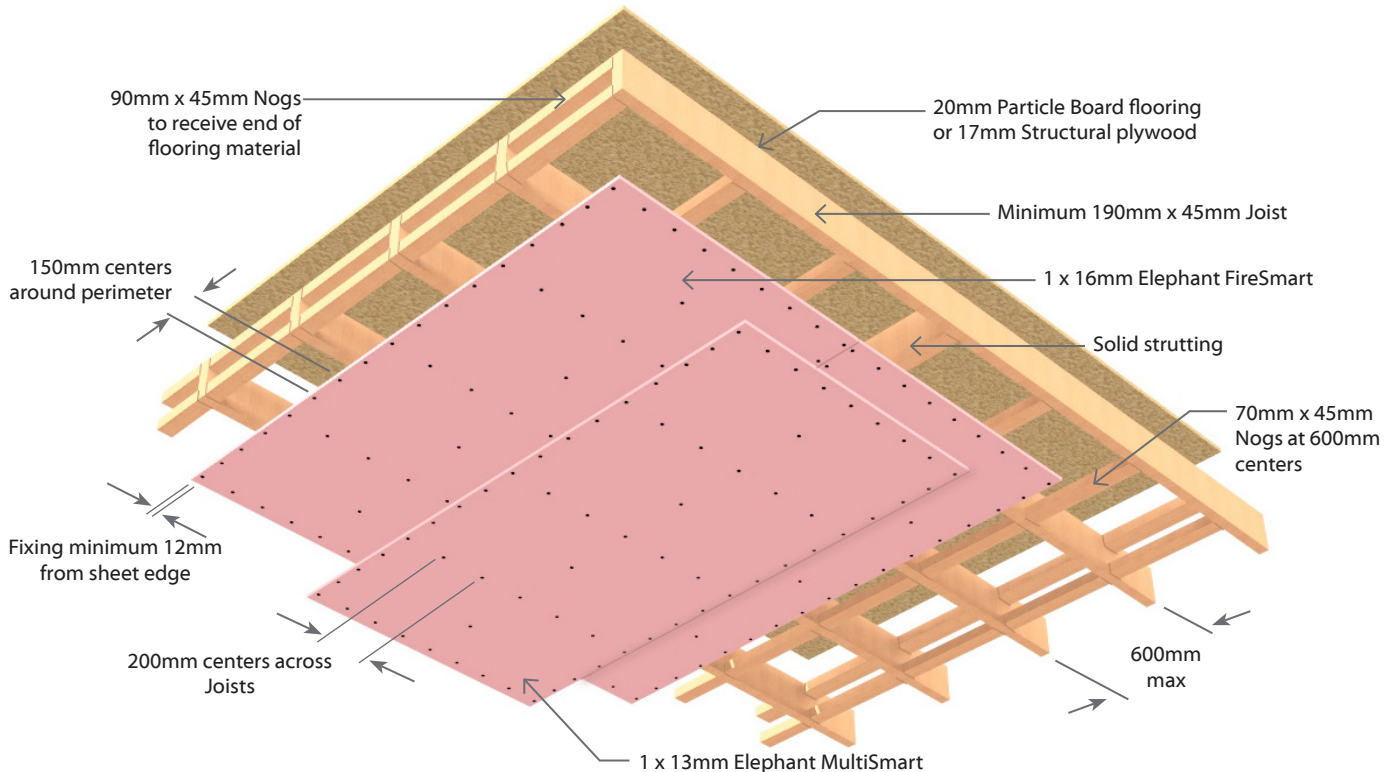 90mm x 45mm Nogs
to receive end of
flooring material
20mm Particle Board flooring
or 17mm Structural plywood
Minimum 190mm x 45mm Joist
150mm centers
around perimeter
1 x 16mm Elephant FireSmart
Solid strutting
70mm x 45mm
Nogs at 600mm
centers
Fixing minimum 12mm
from sheet edge
200mm centers across
Joists
600mm
max
1 x 13mm Elephant MultiSmart